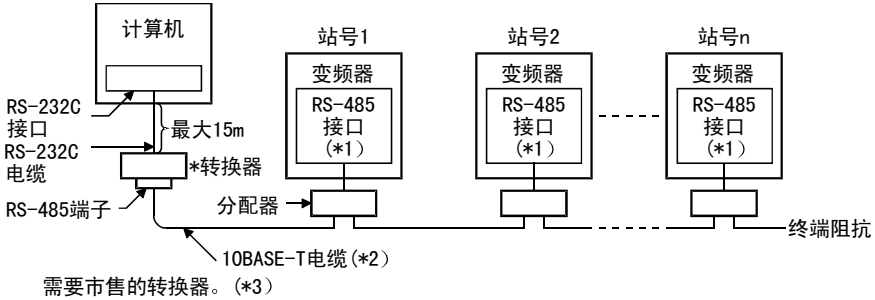 计算机
站号1
站号2
站号n
变频器
变频器
变频器
RS-485
接口
(*1)
RS-485
接口
(*1)
RS-485
接口
(*1)
RS-232C
接口
最大15m
RS-232C
电缆
*转换器
RS-485端子
分配器
终端阻抗
10BASE-T电缆(*2)
需要市售的转换器。(*3)